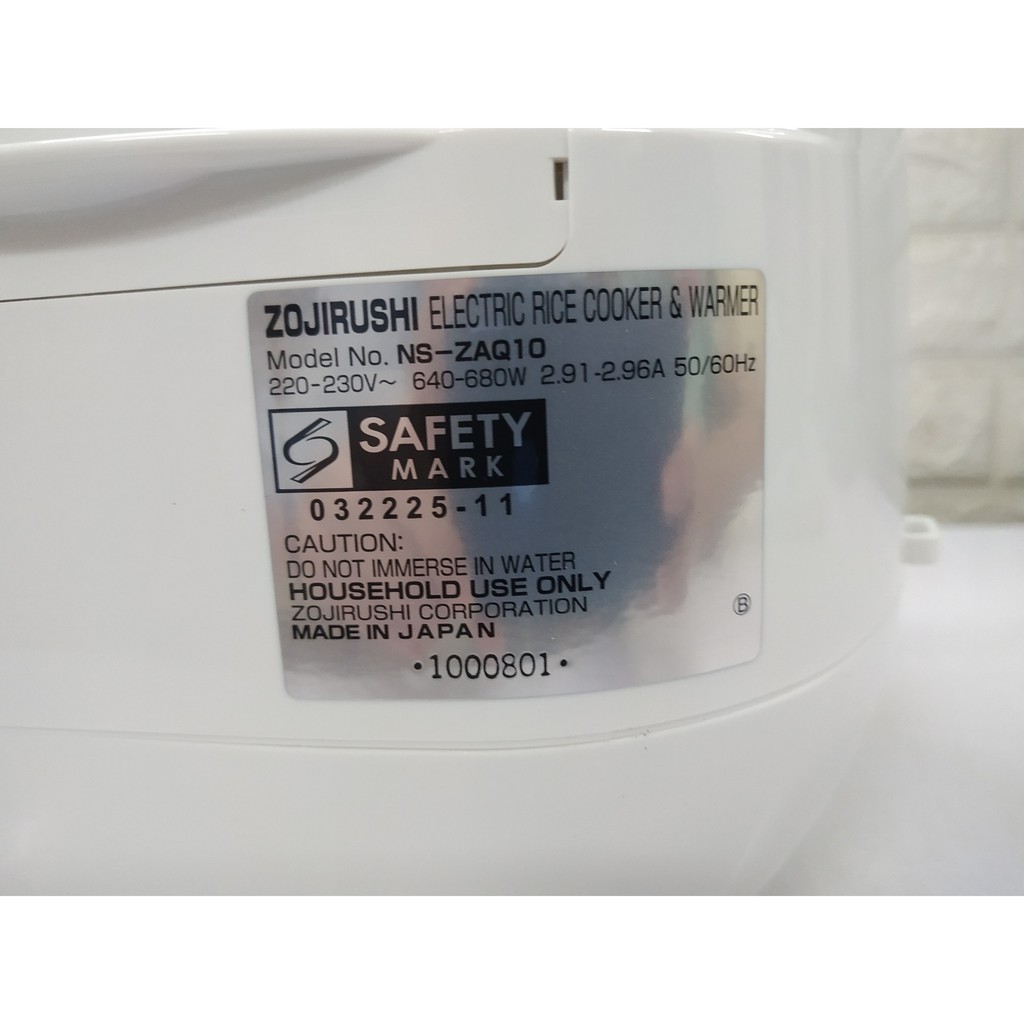 ZOJIRUSHI ELECTRIC RICE COOKER & WARMER
Model No. NS-ZAQ10
220-230V~ 640-680W 2.91-2.96A 50/60Hz
SAFETY
MARK
032225-11
CAUTION:
DO NOT IMMERSE IN WATER
HOUSEHOLD USE ONLY
ZOJIRUSHI CORPORATION
Ⓑ
MADE IN JAPAN
·1000801·